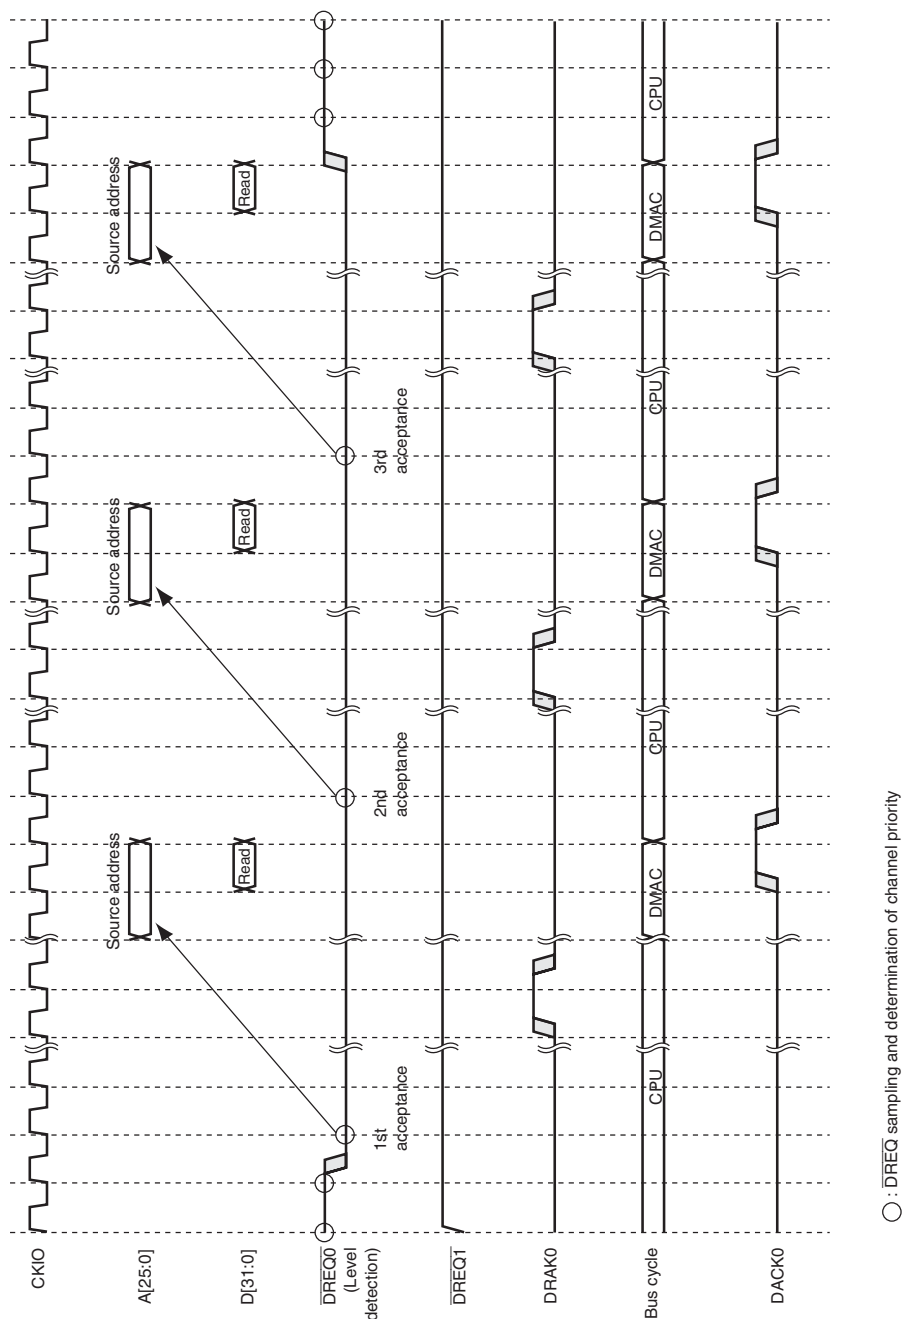 CKIO
A[25:0]
Source address
Source address
Source address
D[31:0]
Read
Read
Read
DREQ0
(Level
detection)
1st
acceptance
2nd
acceptance
3rd
acceptance
DREQ1
DRAK0
Bus cycle
CPU
DMAC
CPU
DMAC
CPU
DMAC
CPU
DACK0
: DREQ sampling and determination of channel priority